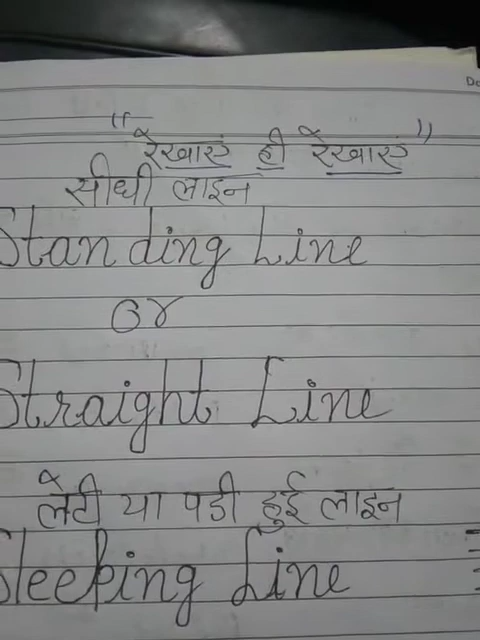 "रेखाएं ही रेखाएं"
सीधी लाइन
Standing Line
Or
Straight Line
लेटी या पडी हुई लाइन
Sleeping Line